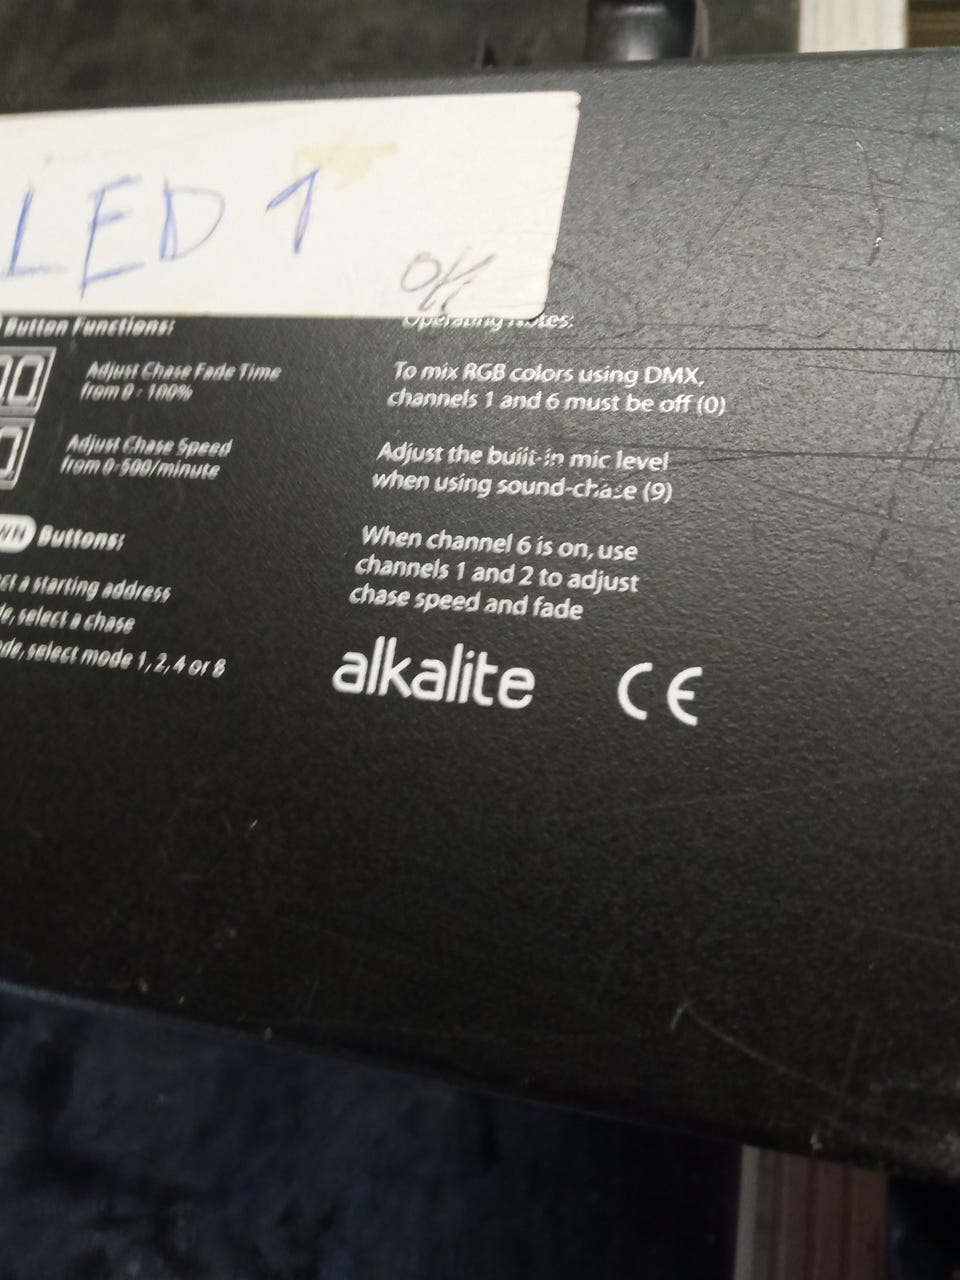 LED 1
Button Functions:
Adjust Chase Fade Time
from 0 - 100%
Adjust Chase Speed
from 0-500/minute
Buttons:
a starting address
select a chase
select mode 1, 2, 4 or 8
Operating Notes:
To mix RGB colors using DMX,
channels 1 and 6 must be off (0)
Adjust the built-in mic level
when using sound-chase (9)
When channel 6 is on, use
channels 1 and 2 to adjust
chase speed and fade
alkalite CE